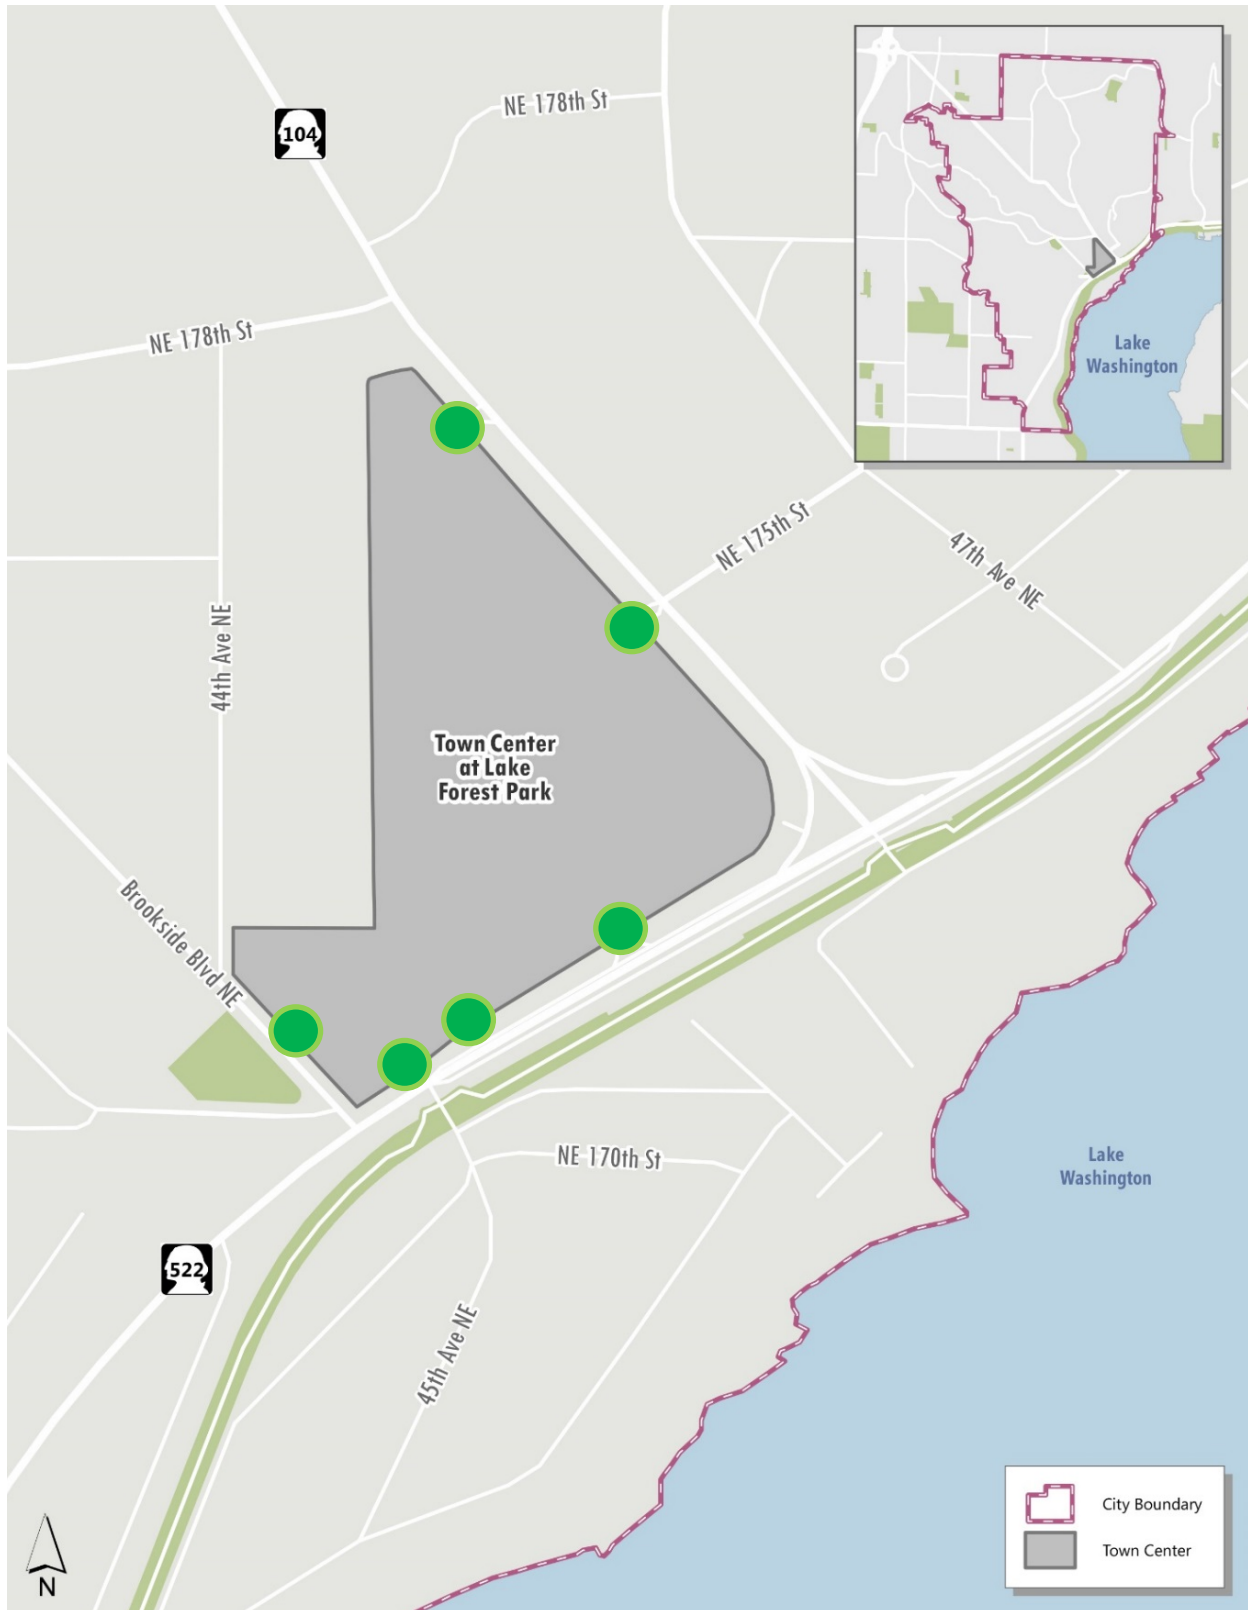 NE 178th St
104
NE 178th St
Lake
Washington
NE 175th St
47th Ave NE
44th Ave NE
Town Center
at Lake
Forest Park
Brookside Blvd NE
NE 170th St
Lake
Washington
522
45th Ave NE
City Boundary
Town Center
N